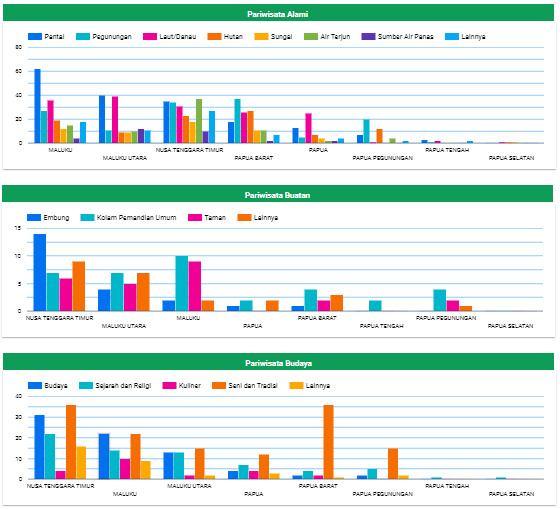 Pariwisata Alami
Pantai Pegunungan Laut/Danau Hutan Sungai Air Terjun Sumber Air Panas Lainnya
80
60
40
20
0
MALUKU NUSA TENGGARA TIMUR PAPUA PAPUA TENGAH
MALUKU UTARA PAPUA BARAT PAPUA PEGUNUNGAN PAPUA SELATAN
Pariwisata Buatan
Embung Kolam Pemandian Umum Taman Lainnya
15
10
5
0
NUSA TENGGARA TIMUR MALUKU PAPUA BARAT PAPUA PEGUNUNGAN
MALUKU UTARA PAPUA PAPUA TENGAH PAPUA SELATAN
Pariwisata Budaya
Budaya Sejarah dan Religi Kuliner Seni dan Tradisi Lainnya
40
30
20
10
0
NUSA TENGGARA TIMUR MALUKU UTARA PAPUA BARAT PAPUA TENGAH
MALUKU PAPUA PAPUA PEGUNUNGAN PAPUA SELATAN